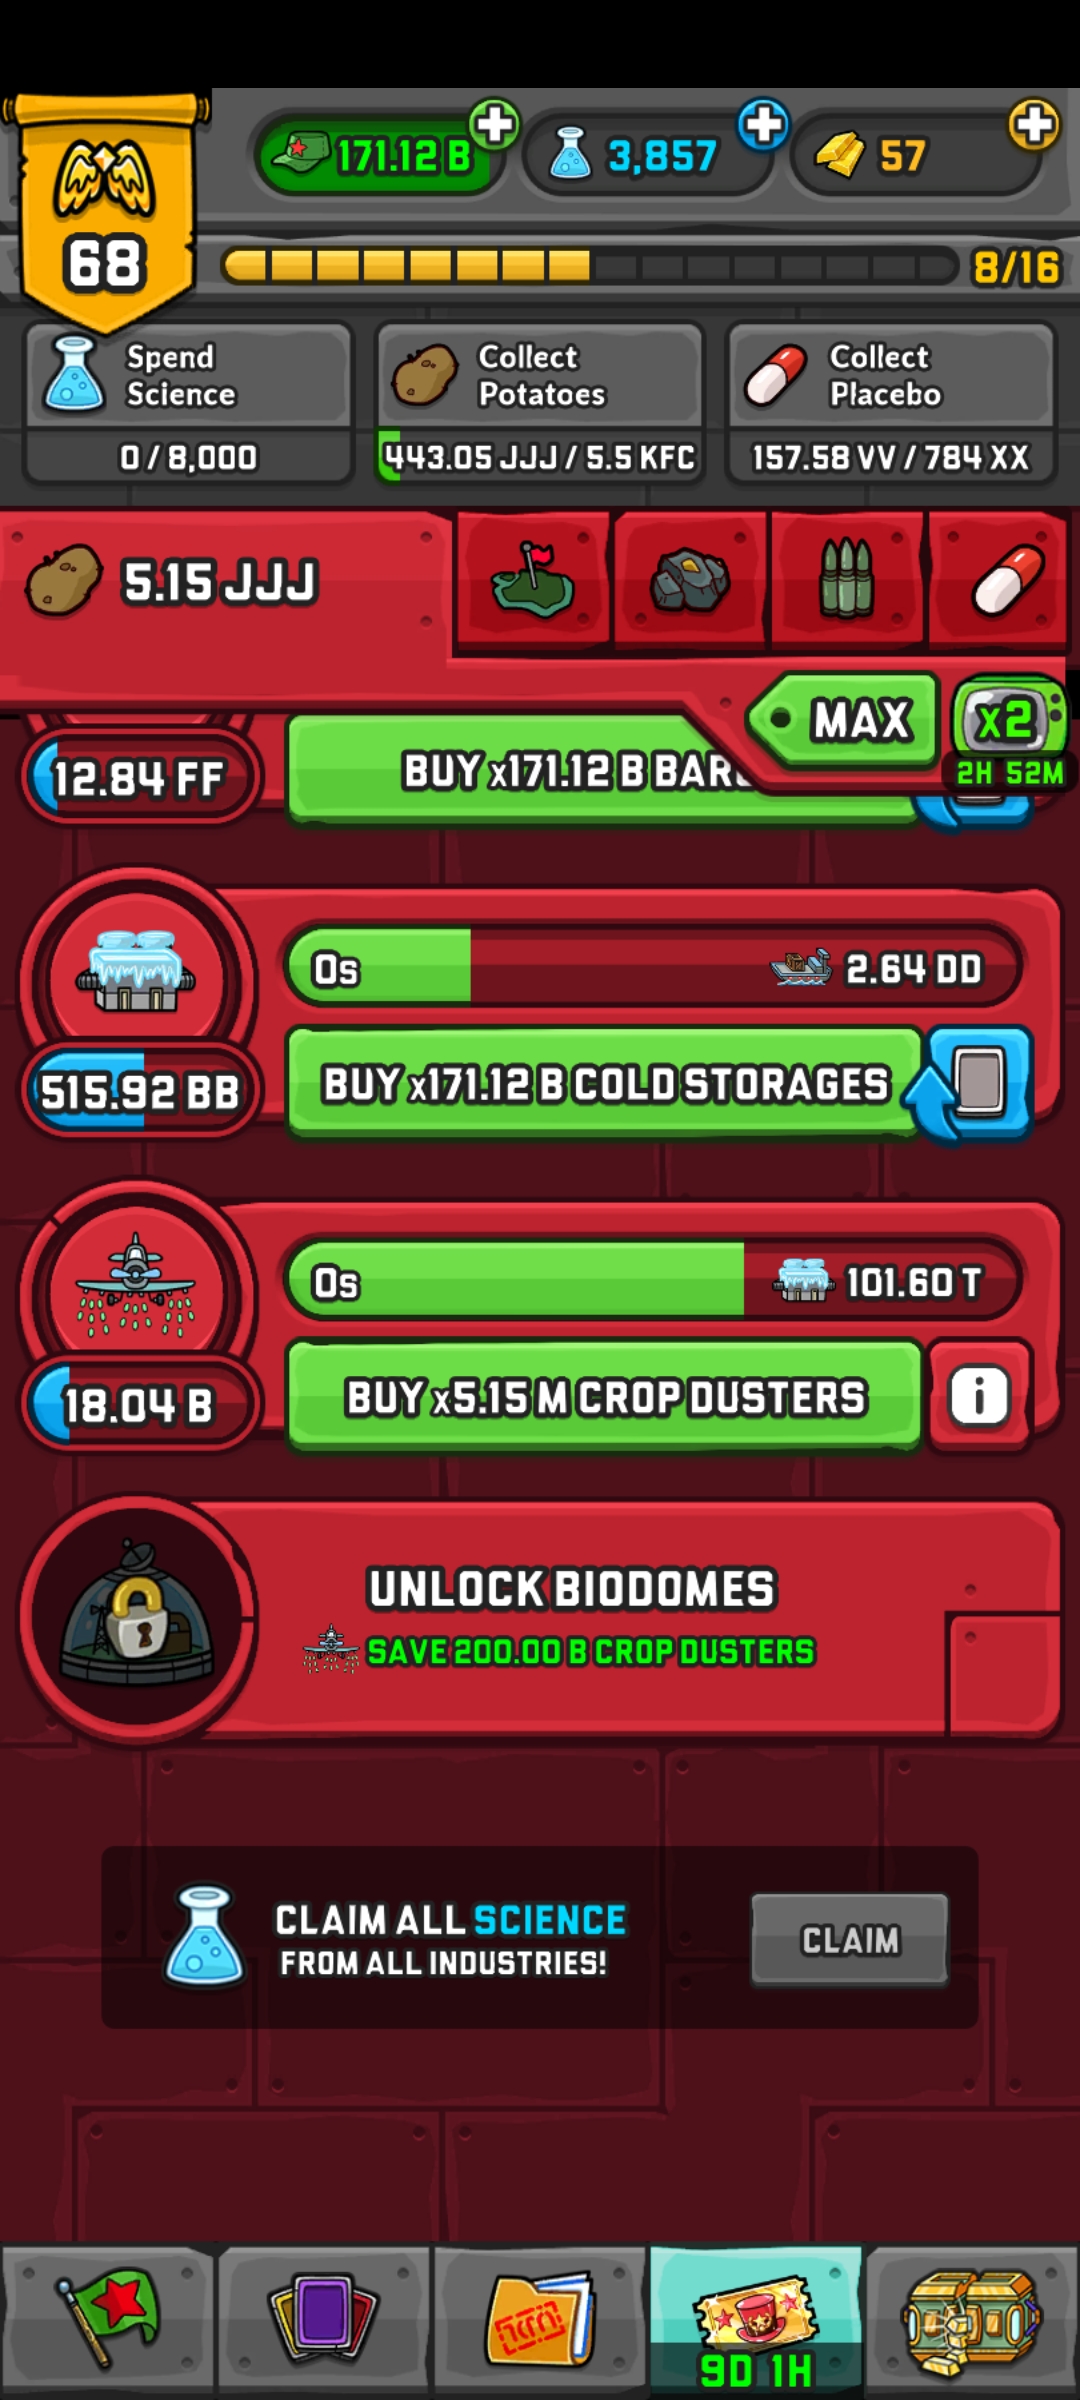 171.12 B
3,857
57
68
8/16
Spend
Science
0 / 8,000
Collect
Potatoes
443.05 JJJ / 5.5 KFC
Collect
Placebo
157.58 VV / 784 XX
5.15 JJJ
MAX
x2
2H 52M
12.84 FF
BUY x171.12 B
0s
2.64 DD
515.92 BB
BUY x171.12 B COLD STORAGES
0s
101.60 T
18.04 B
BUY x5.15 M CROP DUSTERS
i
UNLOCK BIODOMES
SAVE 200.00 B CROP DUSTERS
CLAIM ALL SCIENCE
FROM ALL INDUSTRIES!
CLAIM
9D 1H